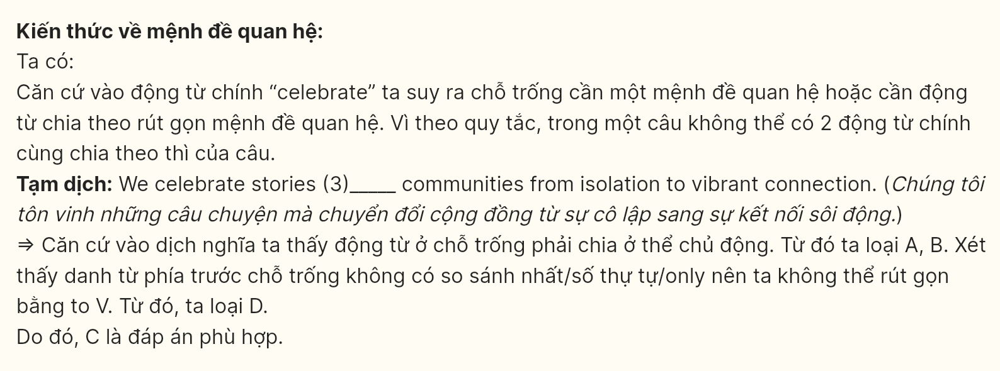 Kiến thức về mệnh đề quan hệ:
Ta có:
Căn cứ vào động từ chính “celebrate” ta suy ra chỗ trống cần một mệnh đề quan hệ hoặc cần động
từ chia theo rút gọn mệnh đề quan hệ. Vì theo quy tắc, trong một câu không thể có 2 động từ chính
cùng chia theo thì của câu.
Tạm dịch: We celebrate stories (3)_____ communities from isolation to vibrant connection. (Chúng tôi
tôn vinh những câu chuyện mà chuyển đổi cộng đồng từ sự cô lập sang sự kết nối sôi động.)
⇒ Căn cứ vào dịch nghĩa ta thấy động từ ở chỗ trống phải chia ở thể chủ động. Từ đó ta loại A, B. Xét
thấy danh từ phía trước chỗ trống không có so sánh nhất/số thự tự/only nên ta không thể rút gọn
bằng to V. Từ đó, ta loại D.
Do đó, C là đáp án phù hợp.